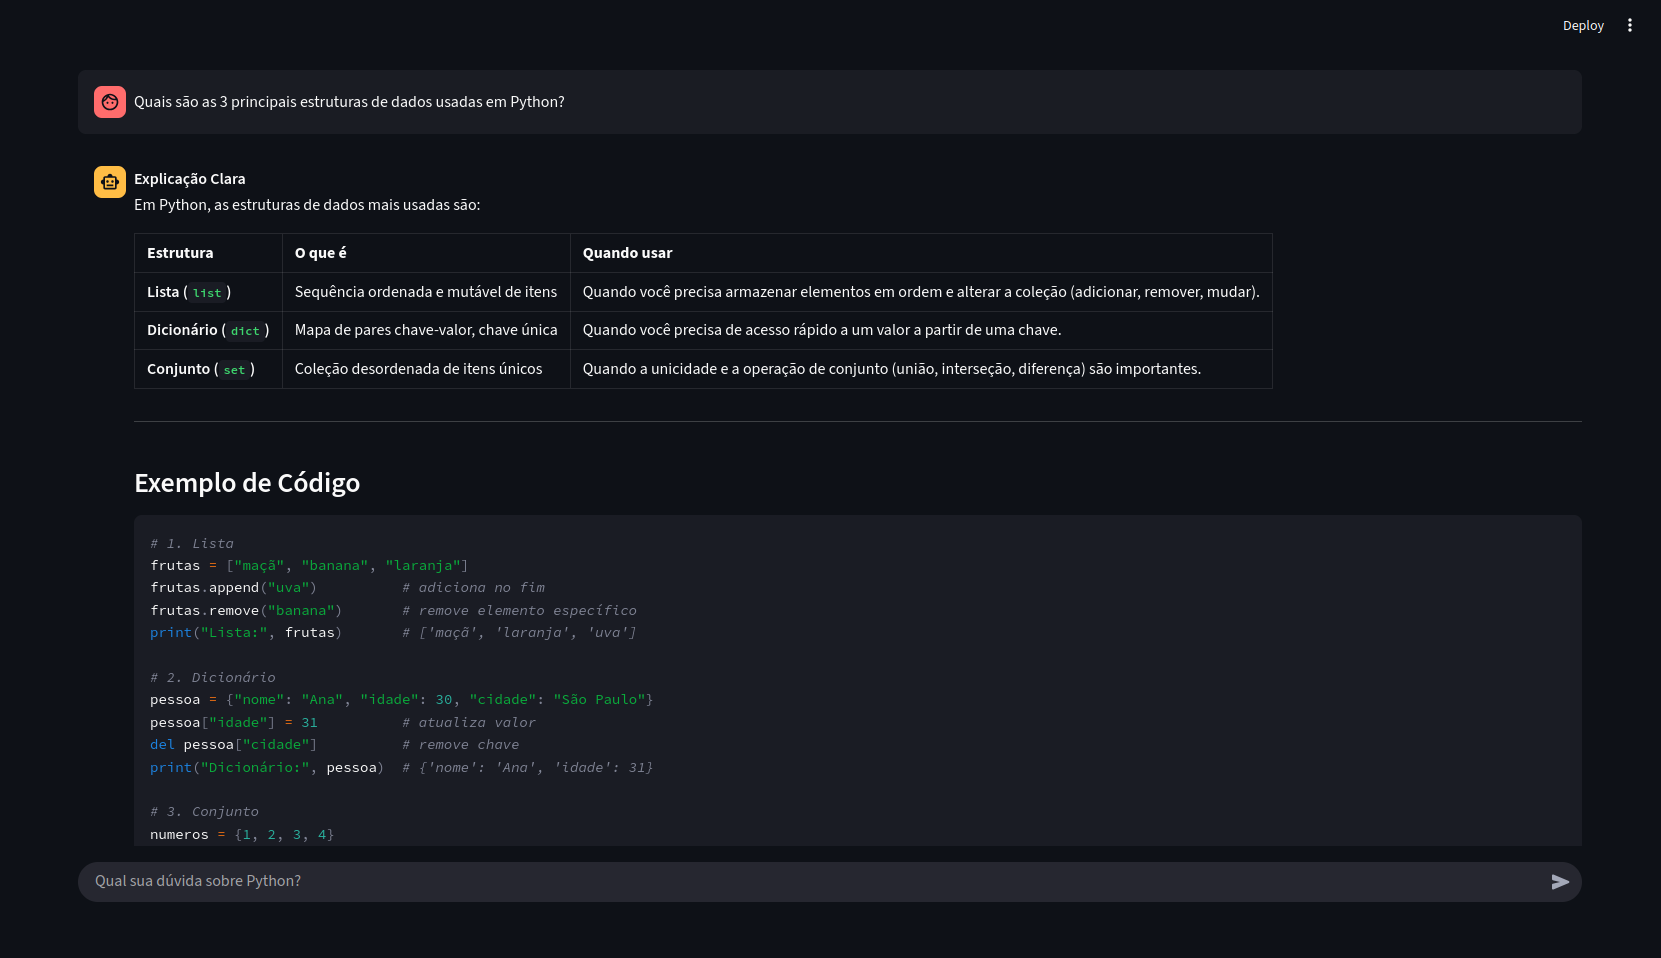 Deploy
Quais são as 3 principais estruturas de dados usadas em Python?
Explicação Clara
Em Python, as estruturas de dados mais usadas são:
Estrutura O que é Quando usar
Lista ( list ) Sequência ordenada e mutável de itens Quando você precisa armazenar elementos em ordem e alterar a coleção (adicionar, remover, mudar).
Dicionário ( dict ) Mapa de pares chave-valor, chave única Quando você precisa de acesso rápido a um valor a partir de uma chave.
Conjunto ( set ) Coleção desordenada de itens únicos Quando a unicidade e a operação de conjunto (união, interseção, diferença) são importantes.
Exemplo de Código
# 1. Lista
frutas = ["maçã", "banana", "laranja"]
frutas.append("uva")          # adiciona no fim
frutas.remove("banana")       # remove elemento específico
print("Lista:", frutas)       # ['maçã', 'laranja', 'uva']
# 2. Dicionário
pessoa = {"nome": "Ana", "idade": 30, "cidade": "São Paulo"}
pessoa["idade"] = 31          # atualiza valor
del pessoa["cidade"]          # remove chave
print("Dicionário:", pessoa)  # {'nome': 'Ana', 'idade': 31}
# 3. Conjunto
numeros = {1, 2, 3, 4}
Qual sua dúvida sobre Python?